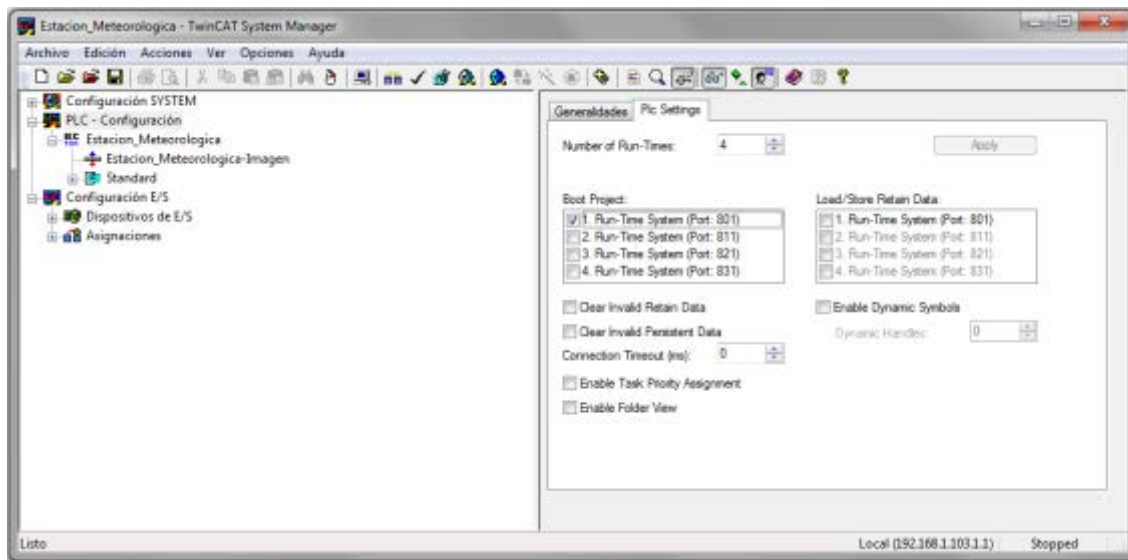 Estacion_Meteorologica - TwinCAT System Manager
Archivo Edición Acciones Ver Opciones Ayuda
Configuración SYSTEM
PLC - Configuración
Estacion_Meteorologica
Estacion_Meteorologica-Imagen
Standard
Configuración E/S
Dispositivos de E/S
Asignaciones
Generalidades Plc Settings
Number of Run-Times: 4 Apply
Boot Project: Load/Store Retain Data:
1. Run-Time System (Port: 801) 1. Run-Time System (Port: 801)
2. Run-Time System (Port: 811) 2. Run-Time System (Port: 811)
3. Run-Time System (Port: 821) 3. Run-Time System (Port: 821)
4. Run-Time System (Port: 831) 4. Run-Time System (Port: 831)
Clear Invalid Retain Data Enable Dynamic Symbols
Clear Invalid Persistent Data Dynamic Handles: 0
Connection Timeout (ms): 0
Enable Task Priority Assignment
Enable Folder View
Listo Local (192.168.1.103.1.1) Stopped